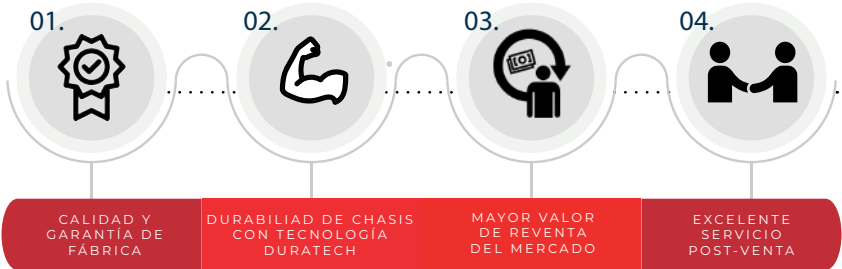 01.
02.
03.
04.
CALIDAD Y
GARANTÍA DE
FÁBRICA
DURABILIAD DE CHASIS
CON TECNOLOGÍA
DURATECH
MAYOR VALOR
DE REVENTA
DEL MERCADO
EXCELENTE
SERVICIO
POST-VENTA